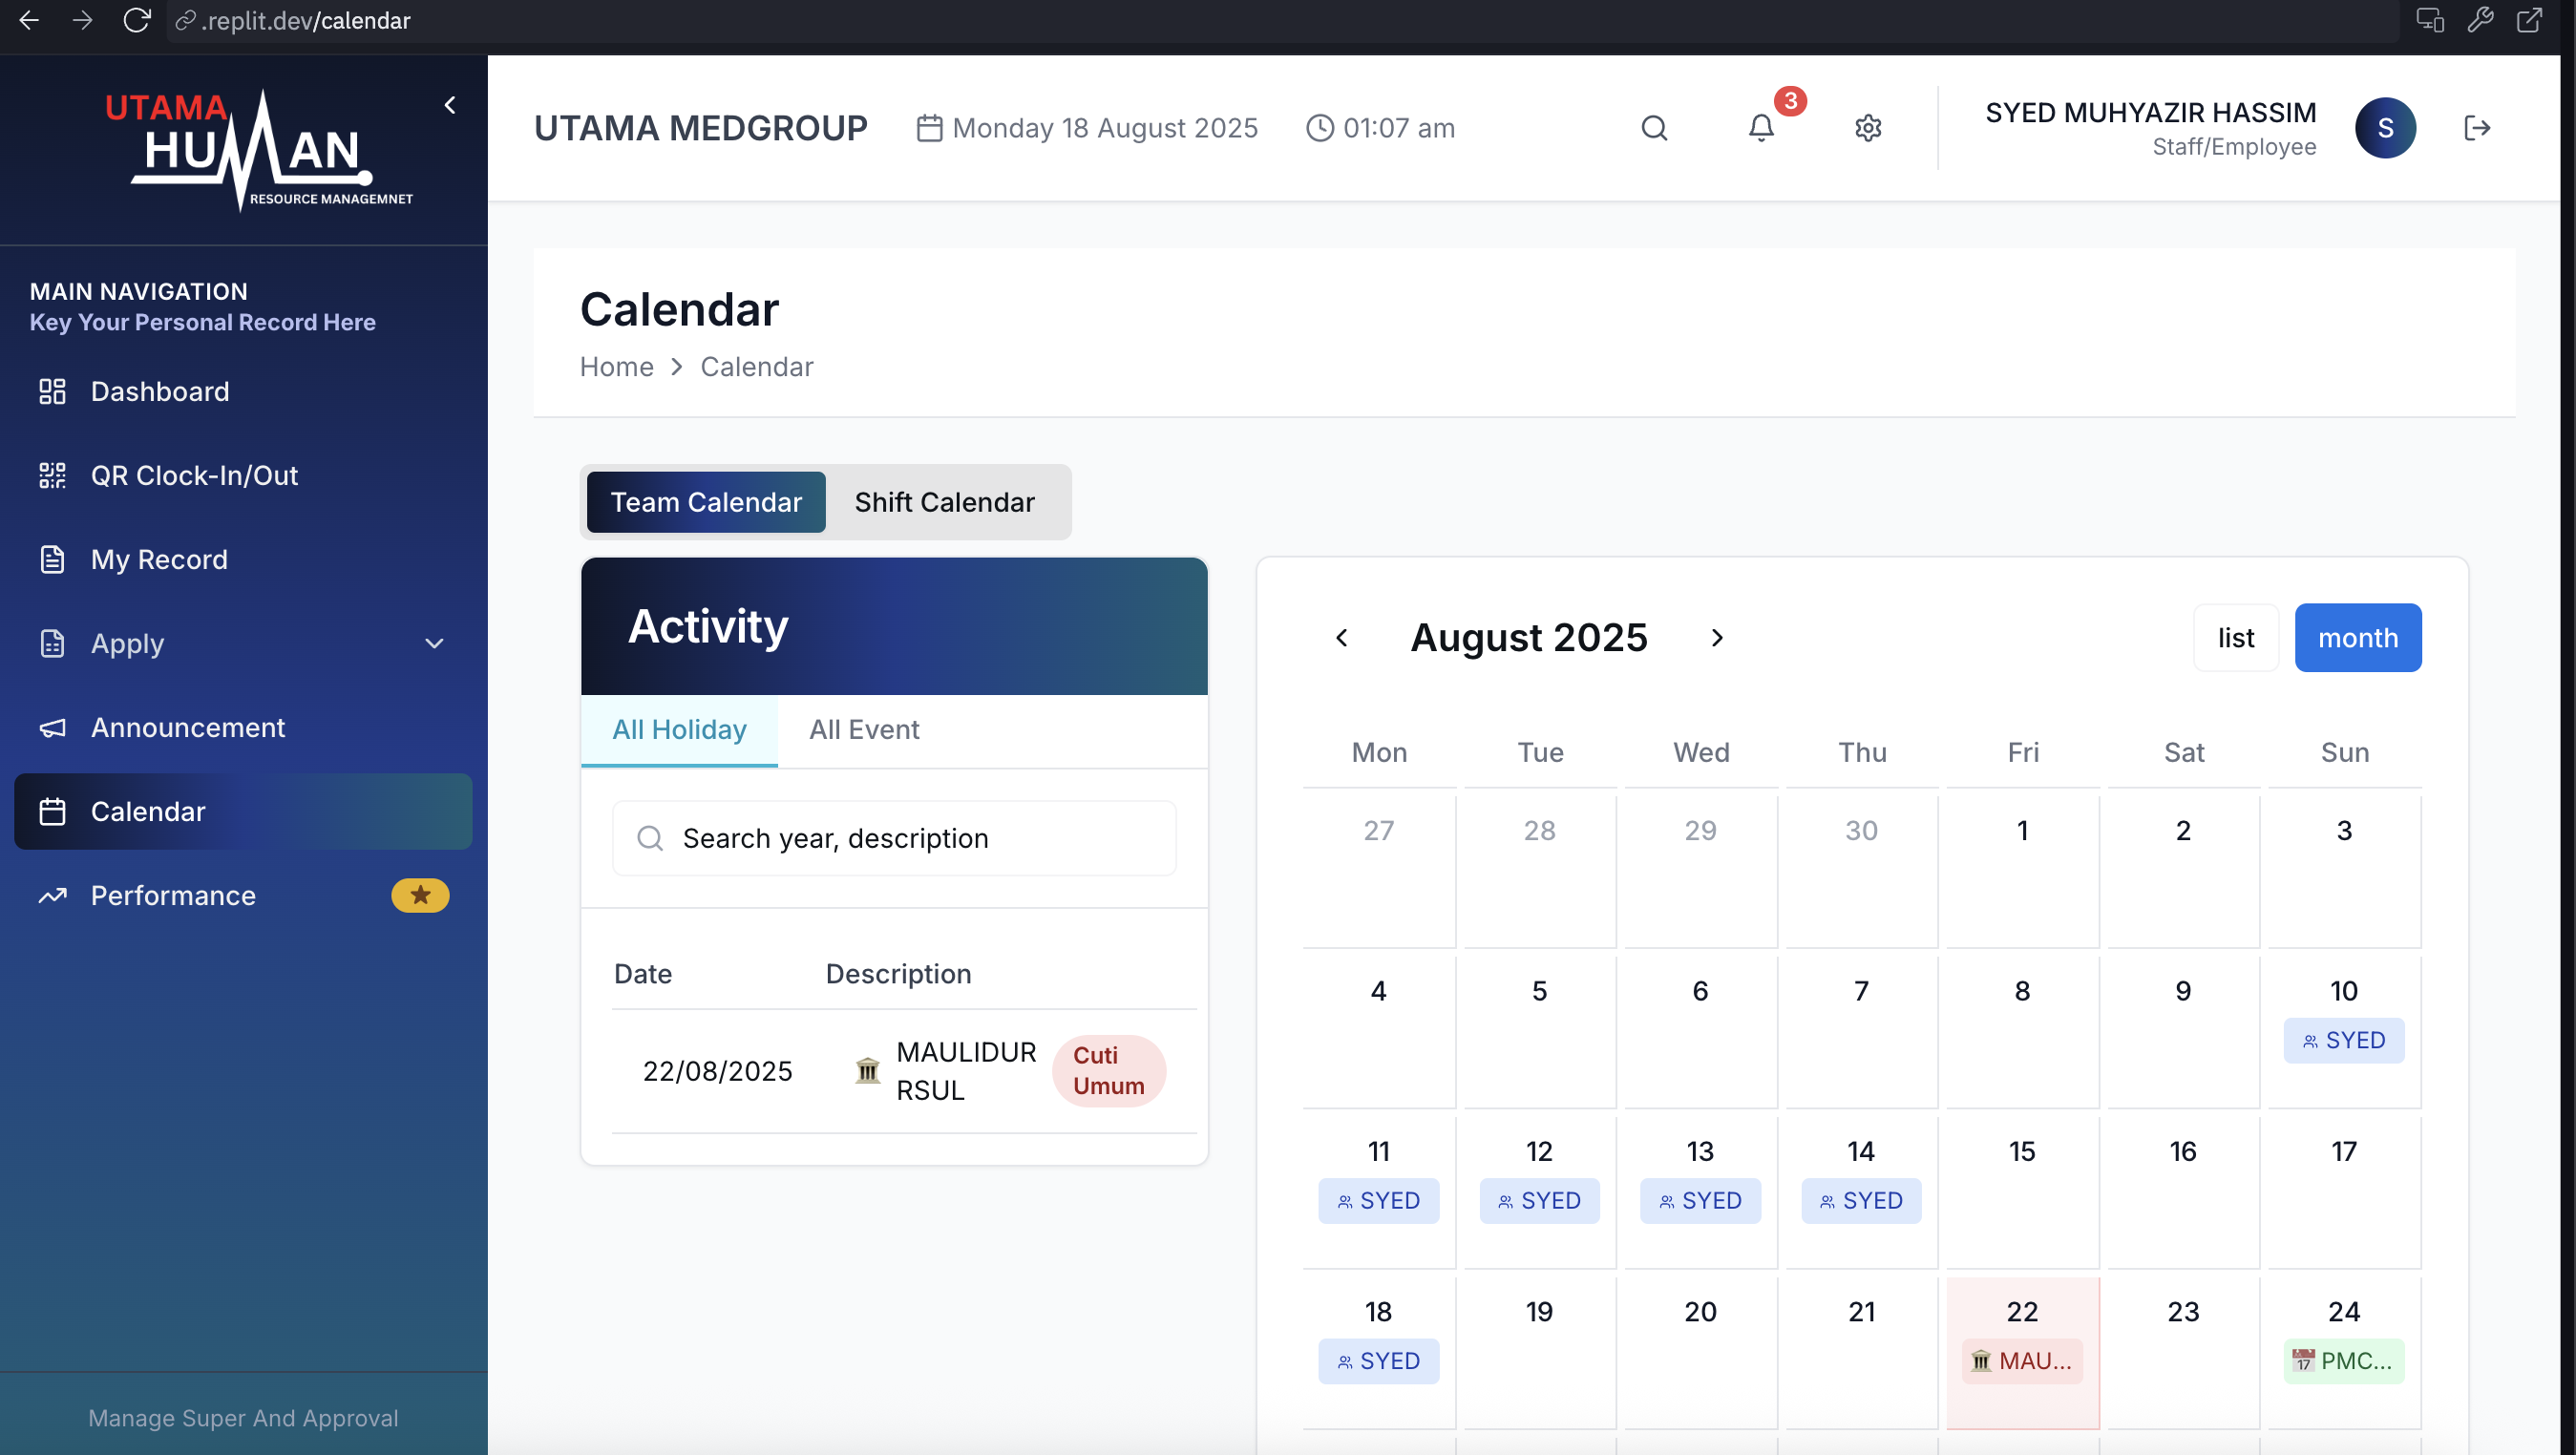 .replit.dev/calendar
UTAMA
HUMAN
RESOURCE MANAGEMNET
MAIN NAVIGATION
Key Your Personal Record Here
Dashboard
QR Clock-In/Out
My Record
Apply
Announcement
Calendar
Performance
Manage Super And Approval
UTAMA MEDGROUP
Monday 18 August 2025
01:07 am
3
SYED MUHYAZIR HASSIM
Staff/Employee
S
Calendar
Home > Calendar
Team Calendar
Shift Calendar
Activity
All Holiday
All Event
Search year, description
Date Description
22/08/2025
MAULIDUR
RSUL
Cuti
Umum
August 2025
list
month
Mon Tue Wed Thu Fri Sat Sun
27 28 29 30 1 2 3
4 5 6 7 8 9 10
SYED
11 12 13 14 15 16 17
SYED SYED SYED SYED
18 19 20 21 22 23 24
SYED MAU... 17 PMC...